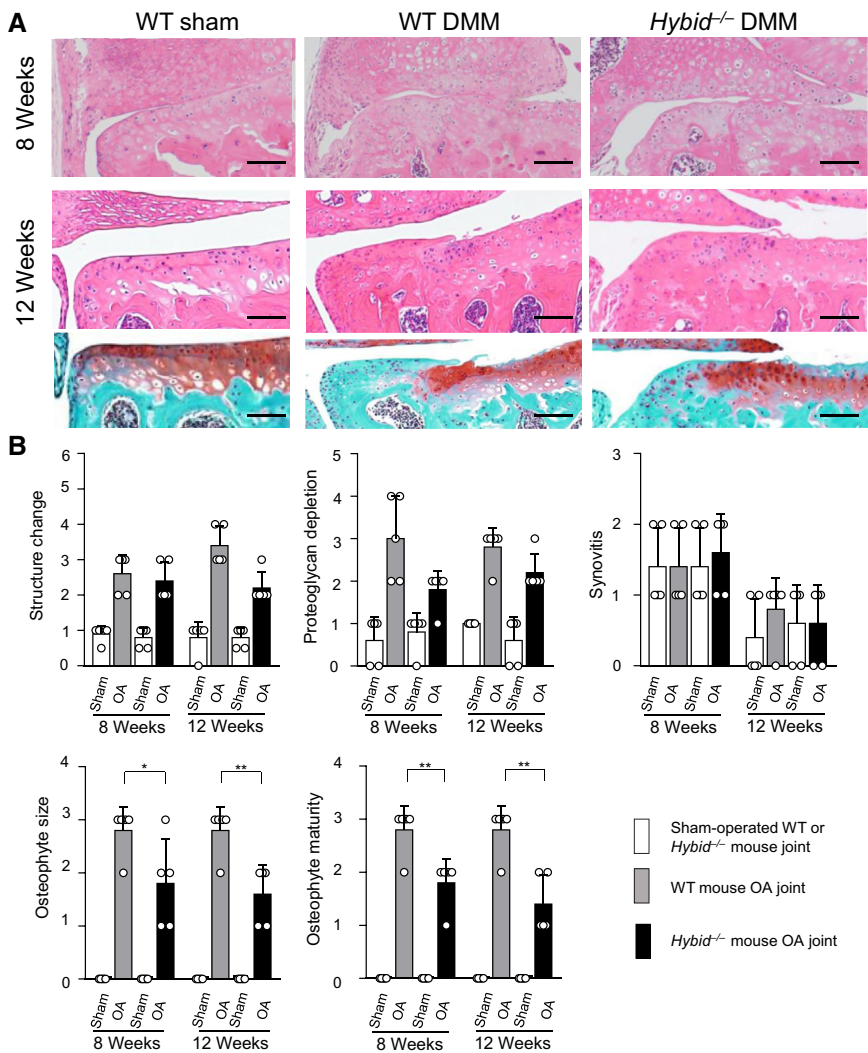 A
WT sham
WT DMM
Hybid–/– DMM
8 Weeks
12 Weeks
B
Structure change
6
5
4
3
2
1
0
Sham
OA
Sham
OA
Sham
OA
Sham
OA
8 Weeks
12 Weeks
Proteoglycan depletion
5
4
3
2
1
0
Sham
OA
Sham
OA
Sham
OA
Sham
OA
8 Weeks
12 Weeks
Synovitis
3
2
1
0
Sham
OA
Sham
OA
Sham
OA
Sham
OA
8 Weeks
12 Weeks
Osteophyte size
4
3
2
1
0
*
**
Sham
OA
Sham
OA
Sham
OA
Sham
OA
8 Weeks
12 Weeks
Osteophyte maturity
4
3
2
1
0
**
**
Sham
OA
Sham
OA
Sham
OA
Sham
OA
8 Weeks
12 Weeks
Sham-operated WT or
Hybid–/– mouse joint
WT mouse OA joint
Hybid–/– mouse OA joint